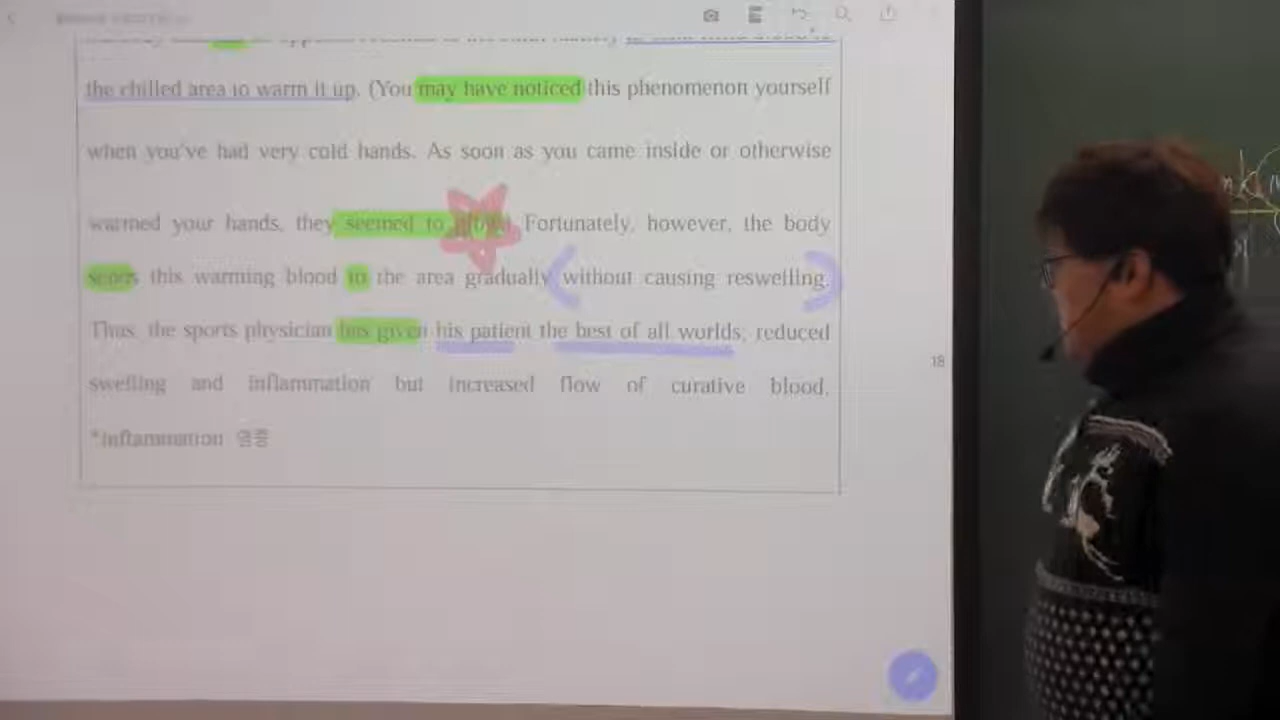 the chilled area to warm it up. (You may have noticed this phenomenon yourself
when you've had very cold hands. As soon as you came inside or otherwise
warmed your hands, they seemed to Fortunately, however, the body
sends this warming blood to the area gradually without causing reswelling.
Thus, the sports physician has given his patient the best of all worlds; reduced
swelling and inflammation but increased flow of curative blood.
*inflammation 염증
18